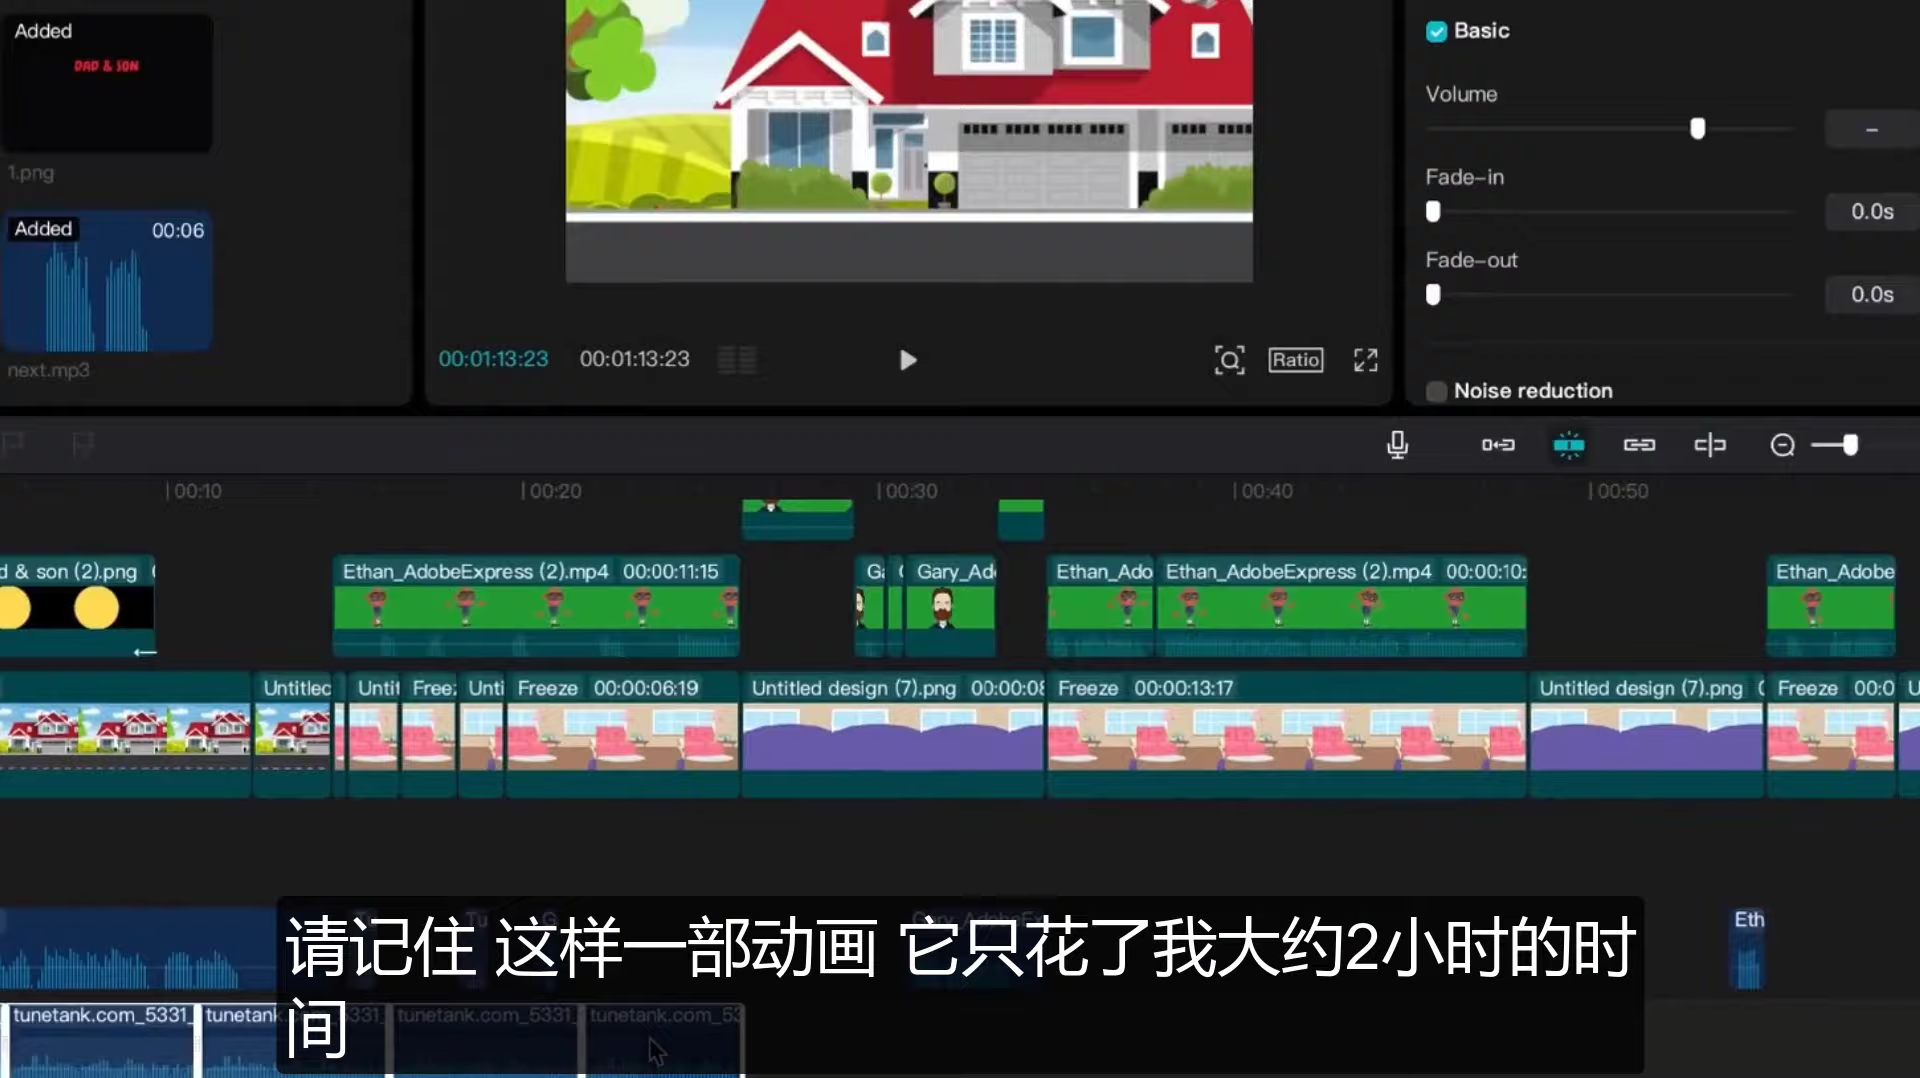 Added
DAD & SON
1.png
Added 00:06
next.mp3
Basic
Volume
–
Fade-in
0.0s
Fade-out
0.0s
Noise reduction
00:01:13:23 00:01:13:23
Ratio
00:10 00:20 00:30 00:40 00:50
d & son (2).png
Ethan_AdobeExpress (2).mp4 00:00:11:15
Gary_Ad
Ethan_Ado
Ethan_AdobeExpress (2).mp4 00:00:10:
Ethan_Adobe
Untitled
Untit
Freez
Unti
Freeze 00:00:06:19
Untitled design (7).png 00:00:08
Freeze 00:00:13:17
Untitled design (7).png
Freeze 00:0
Eth
请记住 这样一部动画 它只花了我大约2小时的时
间
tunetank.com_5331_ tunetank.com_5331_ tunetank.com_5331_ tunetank.com_53